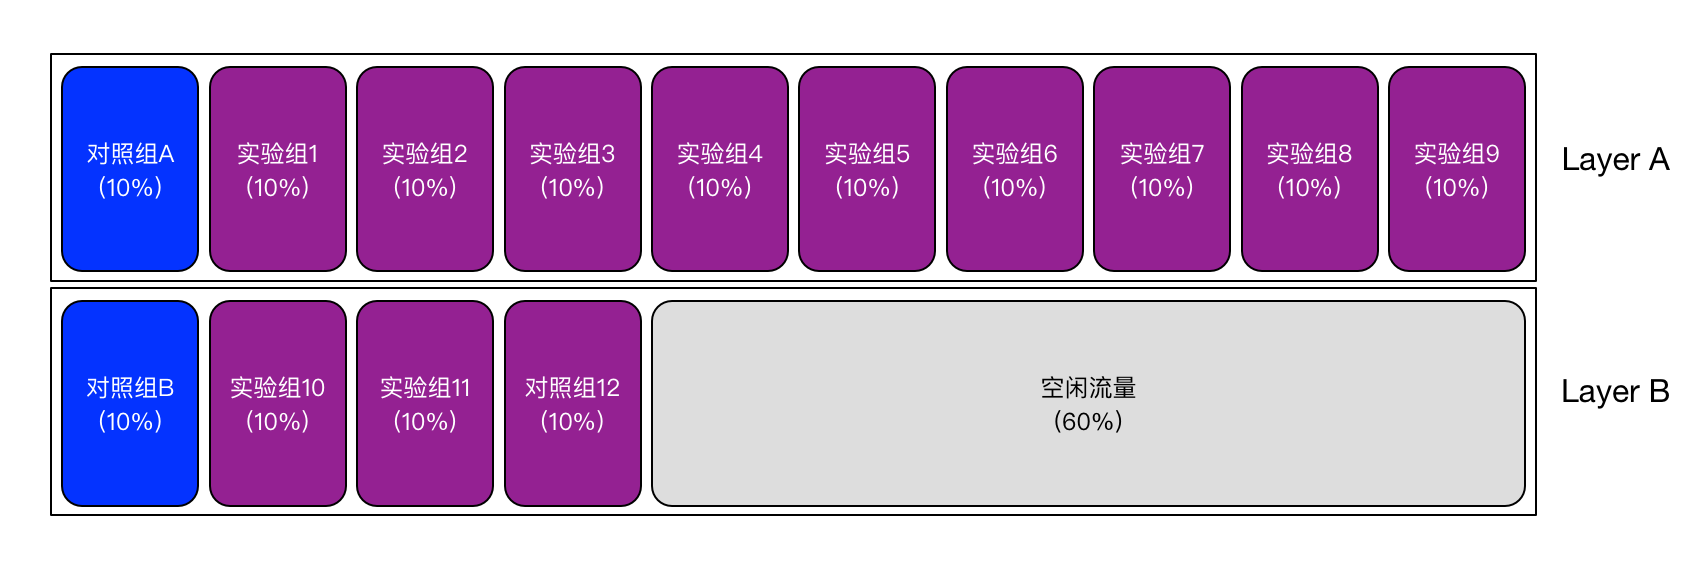 对照组A
(10%)
实验组1
(10%)
实验组2
(10%)
实验组3
(10%)
实验组4
(10%)
实验组5
(10%)
实验组6
(10%)
实验组7
(10%)
实验组8
(10%)
实验组9
(10%)
Layer A
对照组B
(10%)
实验组10
(10%)
实验组11
(10%)
对照组12
(10%)
空闲流量
(60%)
Layer B